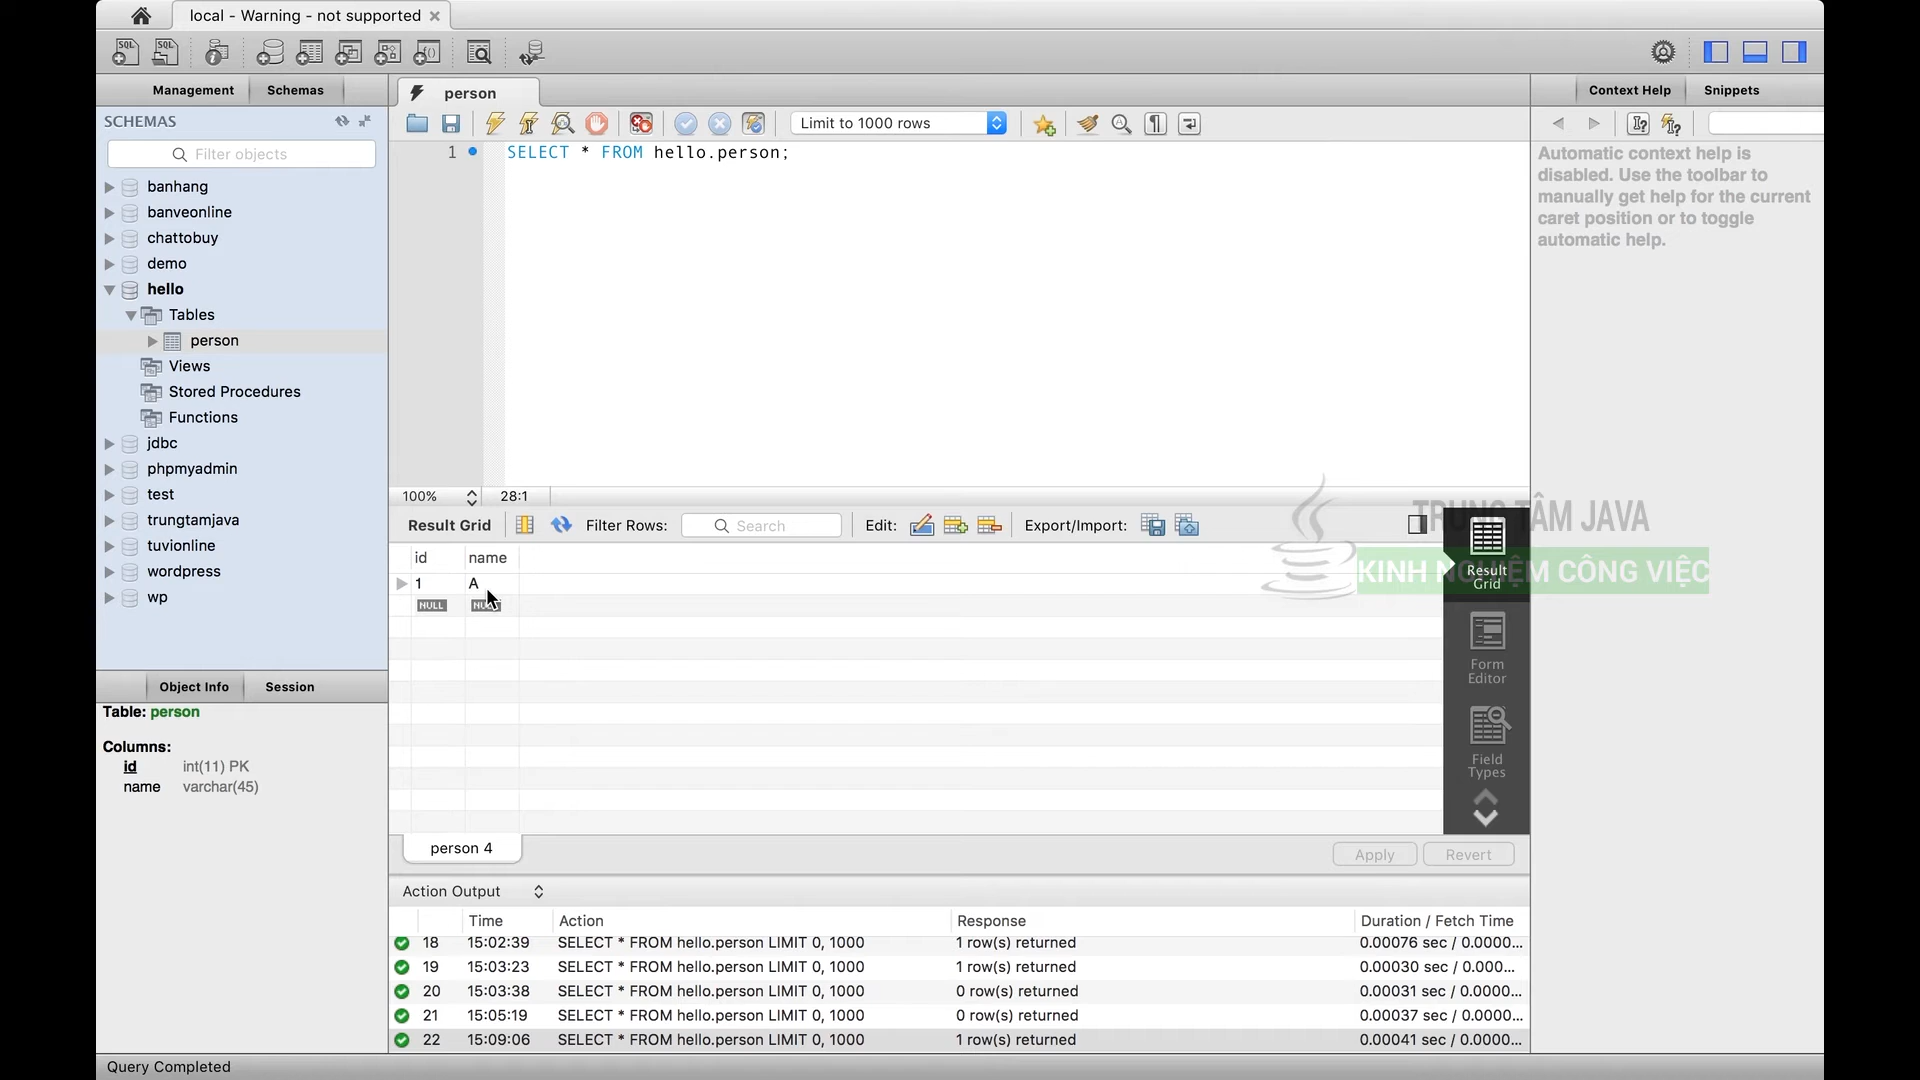 local - Warning - not supported
Management
Schemas
SCHEMAS
Filter objects
banhang
banveonline
chattobuy
demo
hello
Tables
person
Views
Stored Procedures
Functions
jdbc
phpmyadmin
test
trungtamjava
tuvionline
wordpress
wp
Object Info
Session
Table: person
Columns:
id int(11) PK
name varchar(45)
person
Limit to 1000 rows
1 SELECT * FROM hello.person;
100% 28:1
Result Grid Filter Rows: Search Edit: Export/Import:
id name
1 A
NULL
person 4
Apply Revert
Action Output
Time Action Response Duration / Fetch Time
18 15:02:39 SELECT * FROM hello.person LIMIT 0, 1000 1 row(s) returned 0.00076 sec / 0.0000...
19 15:03:23 SELECT * FROM hello.person LIMIT 0, 1000 1 row(s) returned 0.00030 sec / 0.000...
20 15:03:38 SELECT * FROM hello.person LIMIT 0, 1000 0 row(s) returned 0.00031 sec / 0.0000...
21 15:05:19 SELECT * FROM hello.person LIMIT 0, 1000 0 row(s) returned 0.00037 sec / 0.0000...
22 15:09:06 SELECT * FROM hello.person LIMIT 0, 1000 1 row(s) returned 0.00041 sec / 0.0000...
Query Completed
Context Help
Snippets
Automatic context help is
disabled. Use the toolbar to
manually get help for the current
caret position or to toggle
automatic help.
TRUNG TÂM JAVA
KINH NGHIỆM CÔNG VIỆC
Result
Grid
Form
Editor
Field
Types